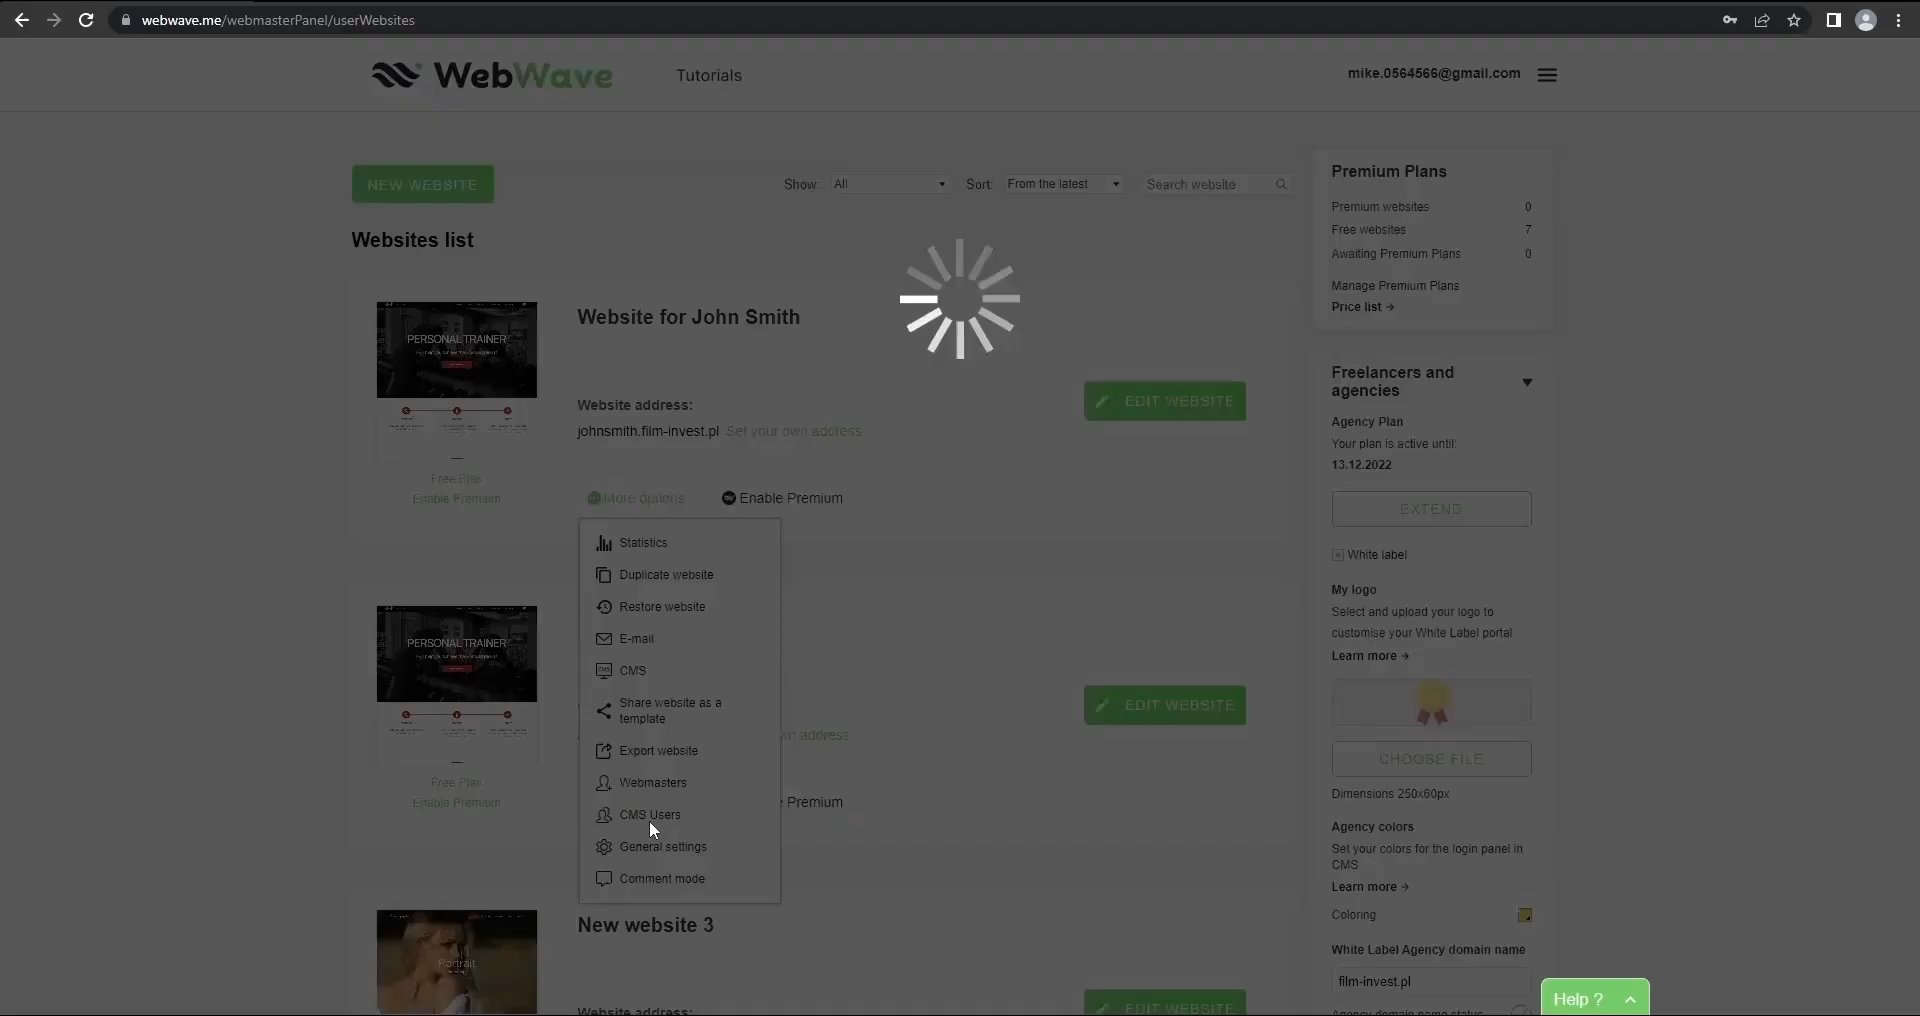 webwave.me/webmasterPanel/userWebsites
WebWave
Tutorials
mike.0564566@gmail.com
NEW WEBSITE
Show: All
Sort: From the latest
Search website
Websites list
PERSONAL TRAINER
Website for John Smith
Website address:
johnsmith.film-invest.pl Set your own address
EDIT WEBSITE
Free Plan
Enable Premium
More options
Enable Premium
Statistics
Duplicate website
Restore website
E-mail
CMS
CMS
Share website as a
template
Export website
Webmasters
CMS Users
General settings
Comment mode
PERSONAL TRAINER
wn address
EDIT WEBSITE
Free Plan
Enable Premium
e Premium
Portrait
New website 3
Website address:
EDIT WEBSITE
Premium Plans
Premium websites 0
Free websites 7
Awaiting Premium Plans 0
Manage Premium Plans
Price list →
Freelancers and
agencies
Agency Plan
Your plan is active until:
13.12.2022
EXTEND
White label
My logo
Select and upload your logo to
customise your White Label portal
Learn more →
CHOOSE FILE
Dimensions 250x60px
Agency colors
Set your colors for the login panel in
CMS
Learn more →
Coloring
White Label Agency domain name
film-invest.pl
Agency domain name status
Help ?